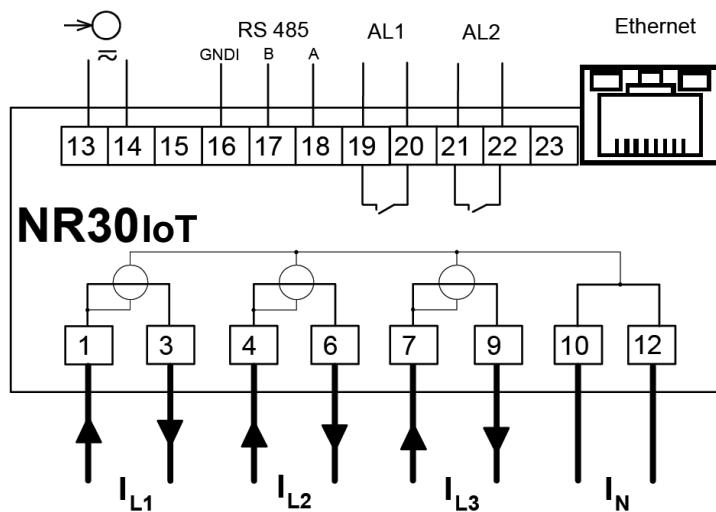 RS 485 AL1 AL2 Ethernet
GNDI B A
13 14 15 16 17 18 19 20 21 22 23
NR30IoT
1 3 4 6 7 9 10 12
IL1 IL2 IL3 IN